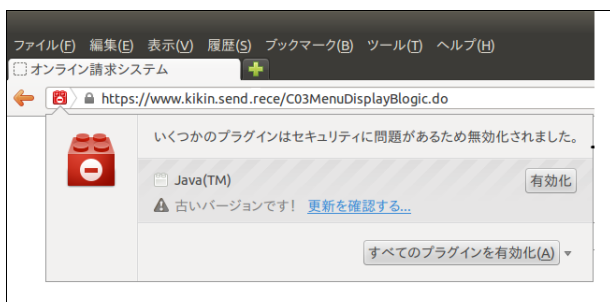 ファイル(F) 編集(E) 表示(V) 履歴(S) ブックマーク(B) ツール(T) ヘルプ(H)
オンライン請求システム
https://www.kikin.send.rece/C03MenuDisplayBlogic.do
いくつかのプラグインはセキュリティに問題があるため無効化されました。
Java(TM)
有効化
古いバージョンです! 更新を確認する...
すべてのプラグインを有効化(A)